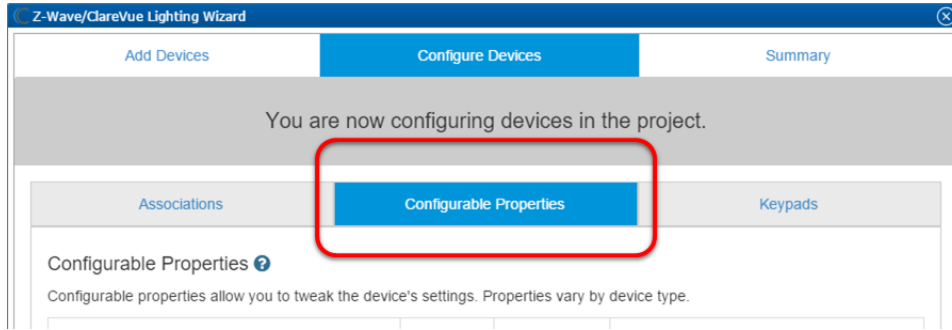 Z-Wave/ClareVue Lighting Wizard
Add Devices Configure Devices Summary
You are now configuring devices in the project.
Associations Configurable Properties Keypads
Configurable Properties ?
Configurable properties allow you to tweak the device's settings. Properties vary by device type.